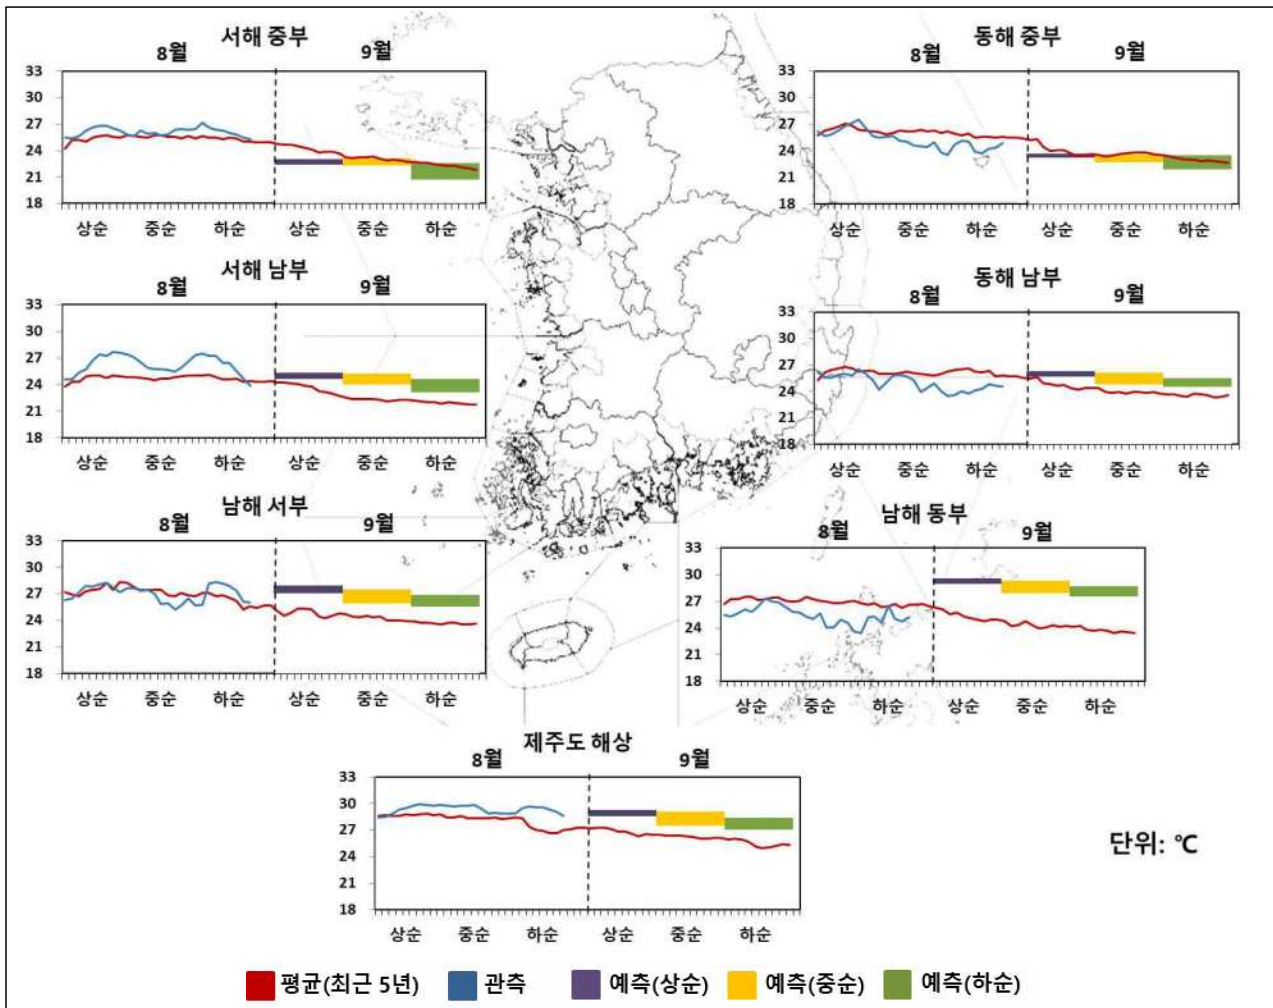 서해 중부
8월 9월
33
30
27
24
21
18
상순 중순 하순 상순 중순 하순
동해 중부
8월 9월
33
30
27
24
21
18
상순 중순 하순 상순 중순 하순
서해 남부
8월 9월
33
30
27
24
21
18
상순 중순 하순 상순 중순 하순
동해 남부
8월 9월
33
30
27
24
21
18
상순 중순 하순 상순 중순 하순
남해 서부
8월 9월
33
30
27
24
21
18
상순 중순 하순 상순 중순 하순
남해 동부
8월 9월
33
30
27
24
21
18
상순 중순 하순 상순 중순 하순
제주도 해상
8월 9월
33
30
27
24
21
18
상순 중순 하순 상순 중순 하순
단위: ℃
평균(최근 5년) 관측 예측(상순) 예측(중순) 예측(하순)